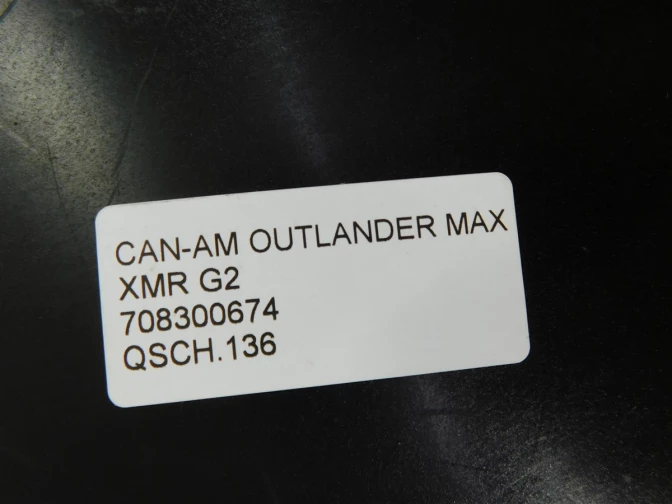 CAN-AM OUTLANDER MAX
XMR G2
708300674
QSCH.136